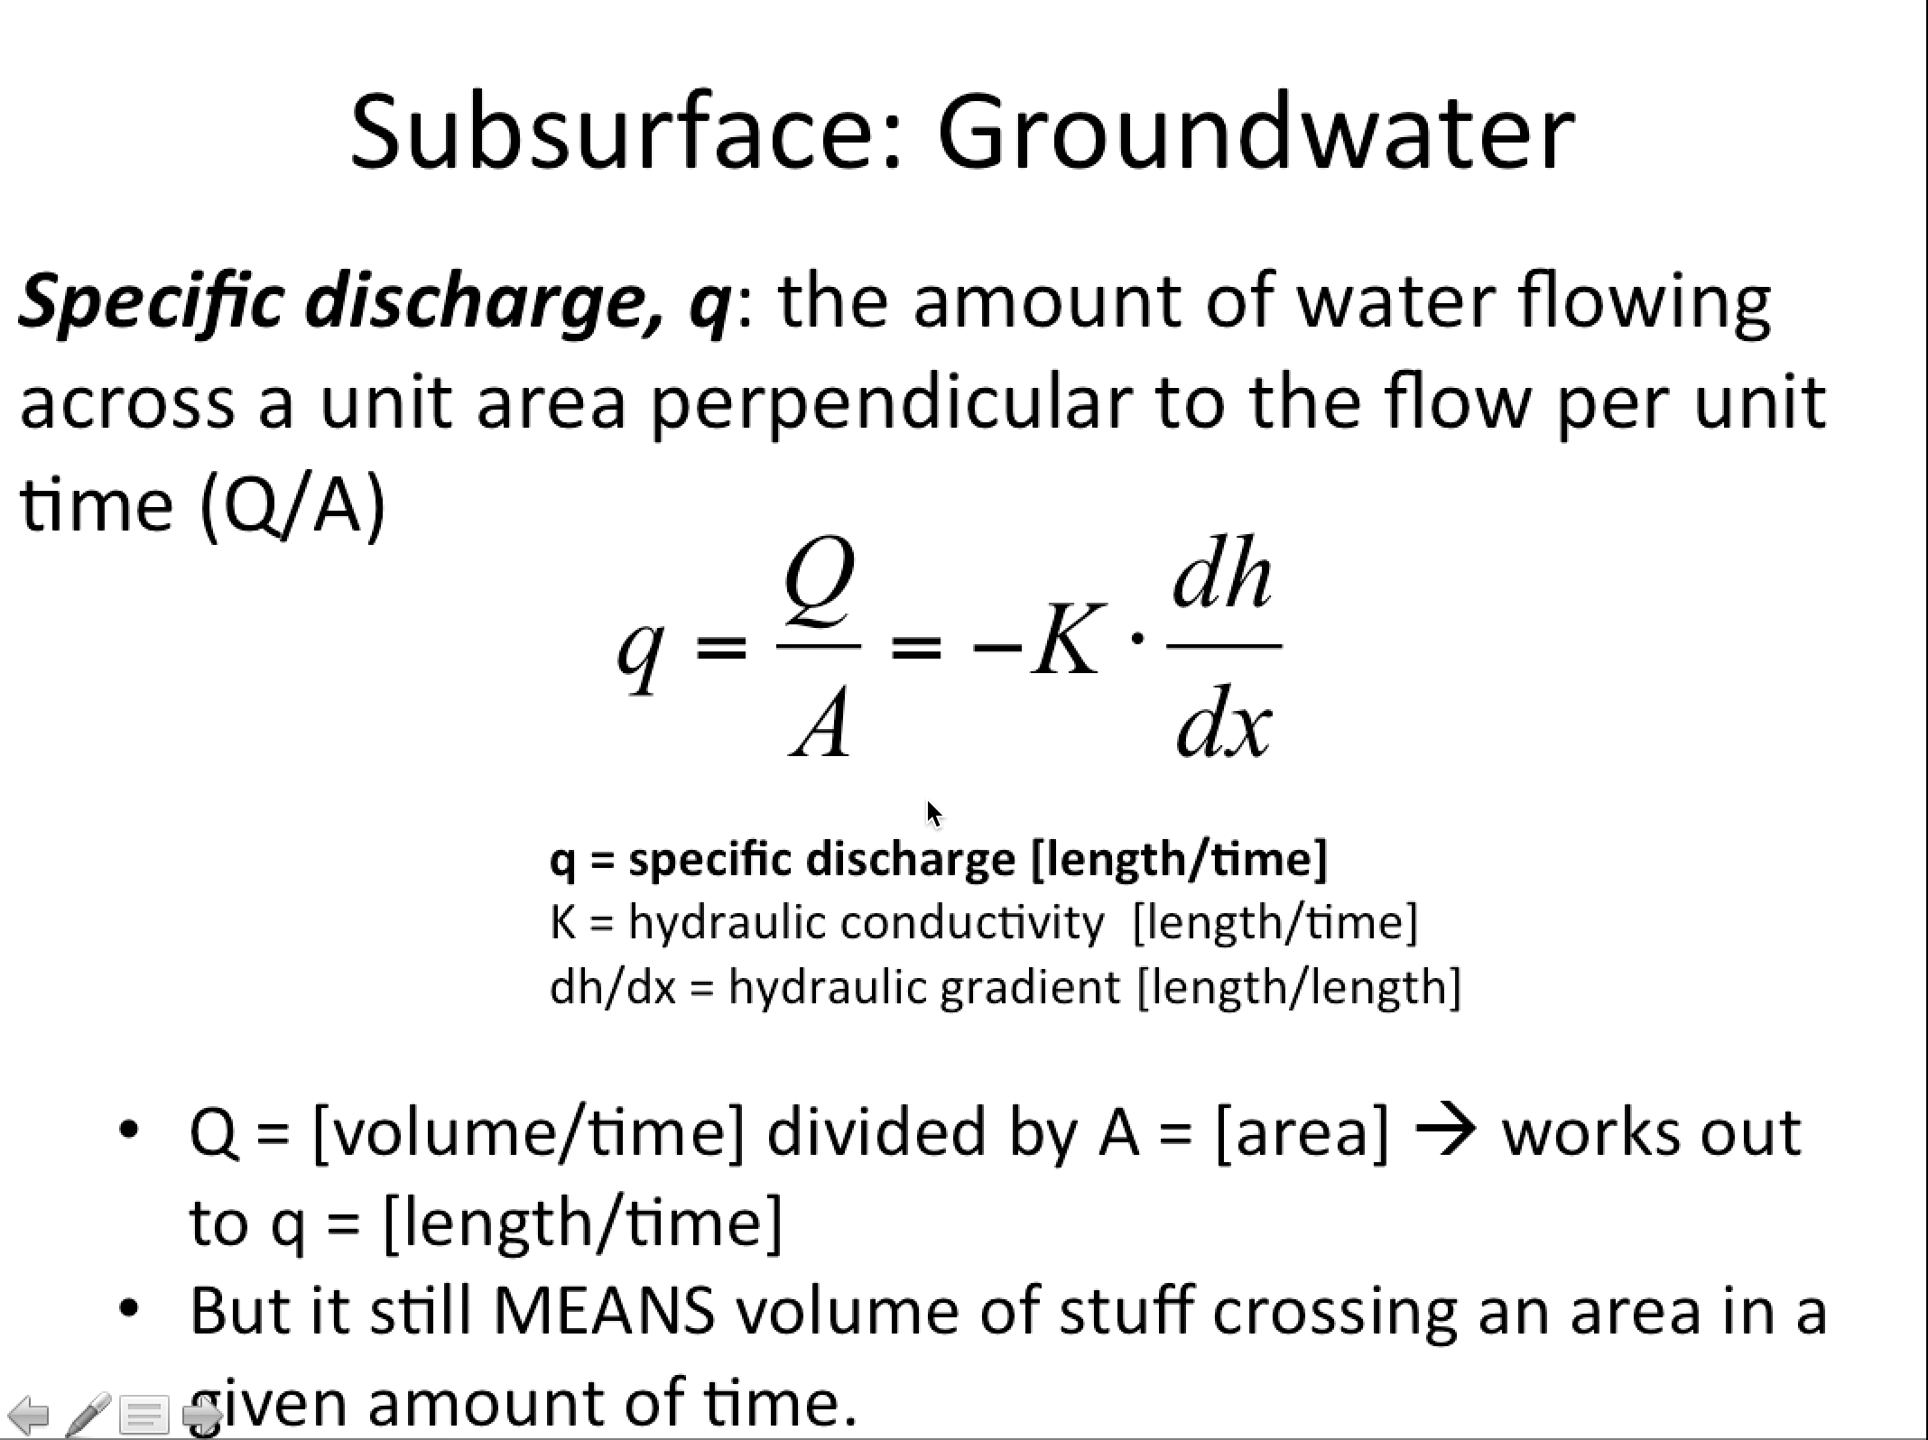 Subsurface: Groundwater
Specific discharge, q: the amount of water flowing
across a unit area perpendicular to the flow per unit
time (Q/A)
q = Q/A = −K · dh/dx
q = specific discharge [length/time]
K = hydraulic conductivity [length/time]
dh/dx = hydraulic gradient [length/length]
• Q = [volume/time] divided by A = [area] → works out
to q = [length/time]
• But it still MEANS volume of stuff crossing an area in a
given amount of time.